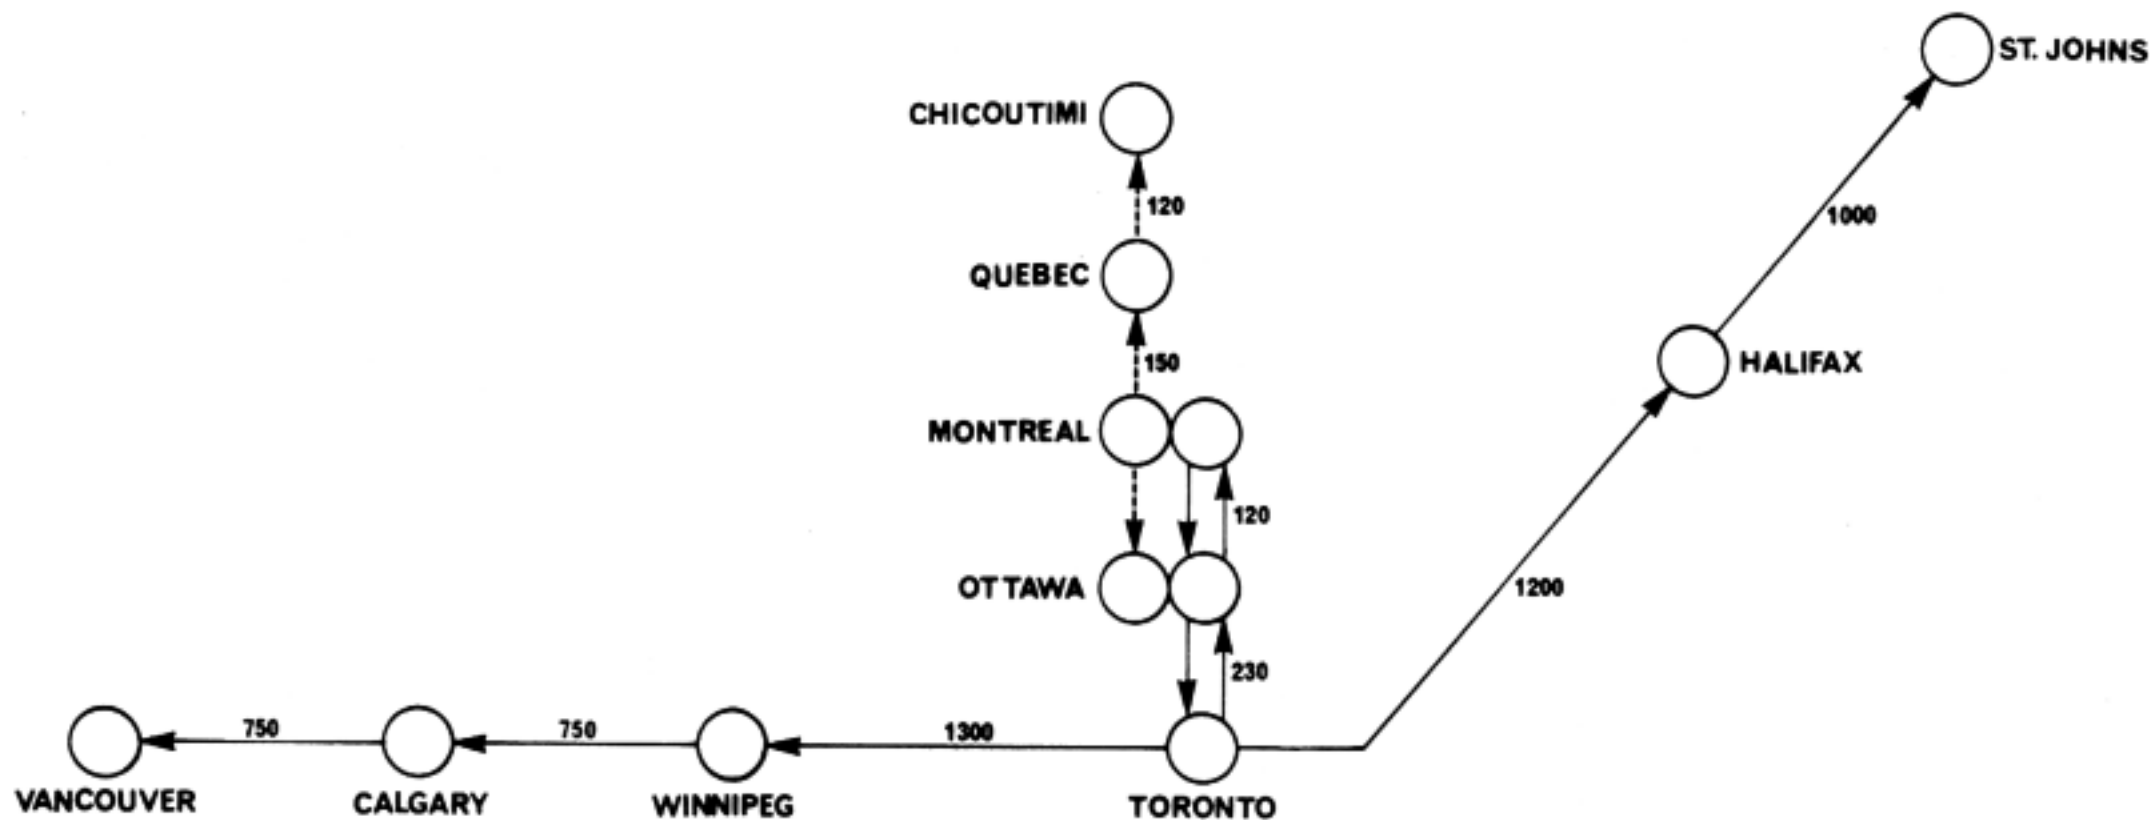 ST. JOHNS
CHICOUTIMI
120
1000
QUEBEC
150
HALIFAX
MONTREAL
120
OTTAWA
1200
230
750
750
1300
VANCOUVER
CALGARY
WINNIPEG
TORONTO